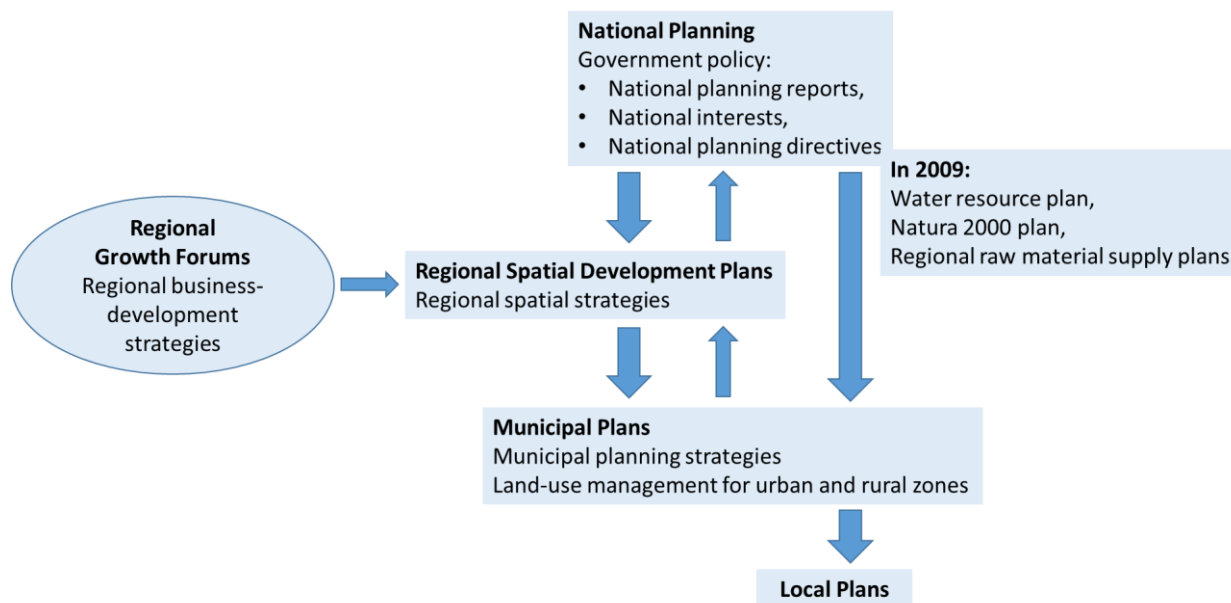 National Planning
Government policy:
• National planning reports,
• National interests,
• National planning directives
In 2009:
Water resource plan,
Natura 2000 plan,
Regional raw material supply plans
Regional
Growth Forums
Regional business-
development
strategies
Regional Spatial Development Plans
Regional spatial strategies
Municipal Plans
Municipal planning strategies
Land-use management for urban and rural zones
Local Plans